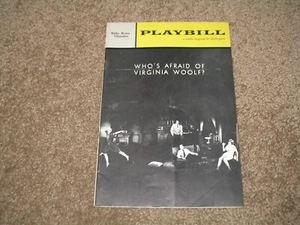 Billy Rose
Theatre
PLAYBILL
WHO'S AFRAID OF
VIRGINIA WOOLF?